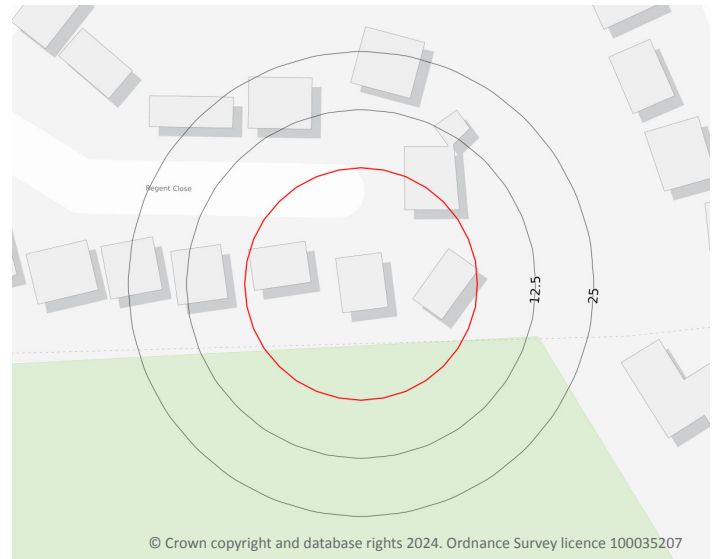 Regent Close
12.5
25
© Crown copyright and database rights 2024. Ordnance Survey licence 100035207